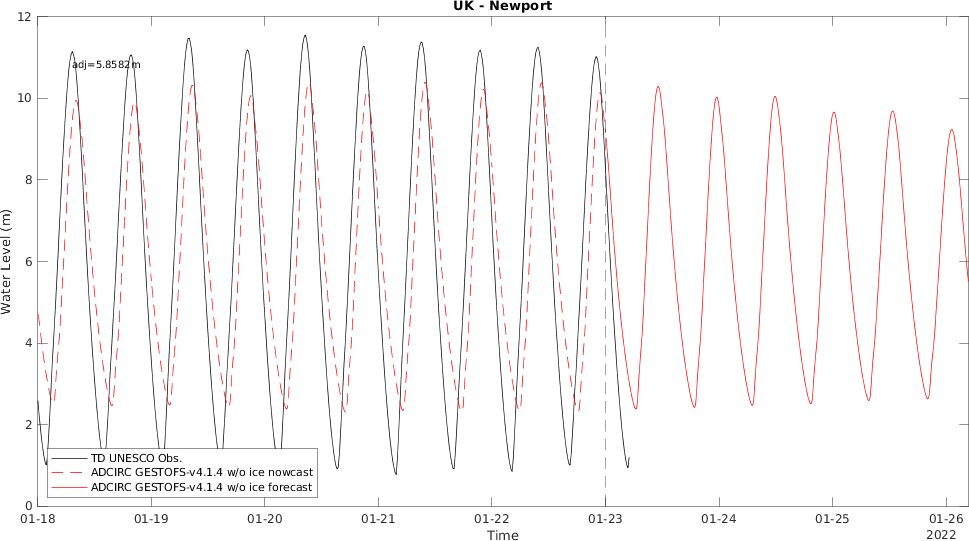 UK - Newport
12
10
8
6
4
2
0
Water Level (m)
adj=5.8582m
TD UNESCO Obs.
ADCIRC GESTOFS-v4.1.4 w/o ice nowcast
ADCIRC GESTOFS-v4.1.4 w/o ice forecast
01-18 01-19 01-20 01-21 01-22 01-23 01-24 01-25 01-26
Time
2022